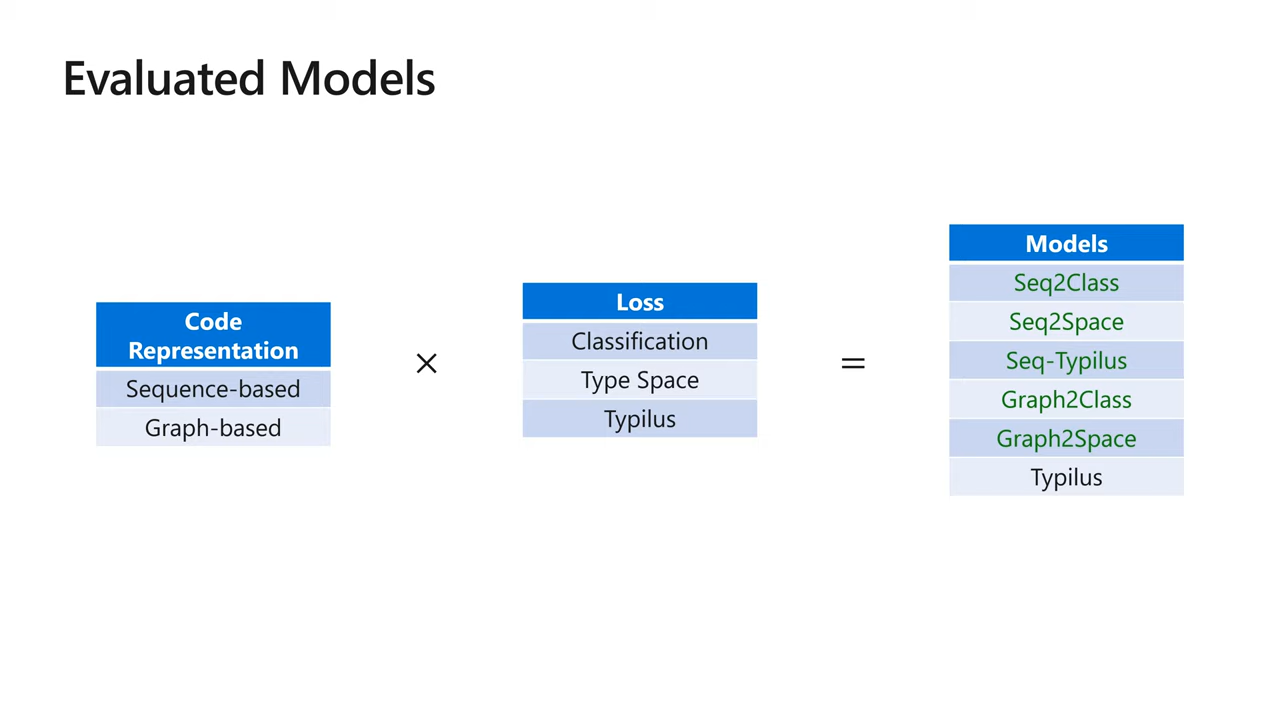 Evaluated Models
Code
Representation
Sequence-based
Graph-based
×
Loss
Classification
Type Space
Typilus
=
Models
Seq2Class
Seq2Space
Seq-Typilus
Graph2Class
Graph2Space
Typilus